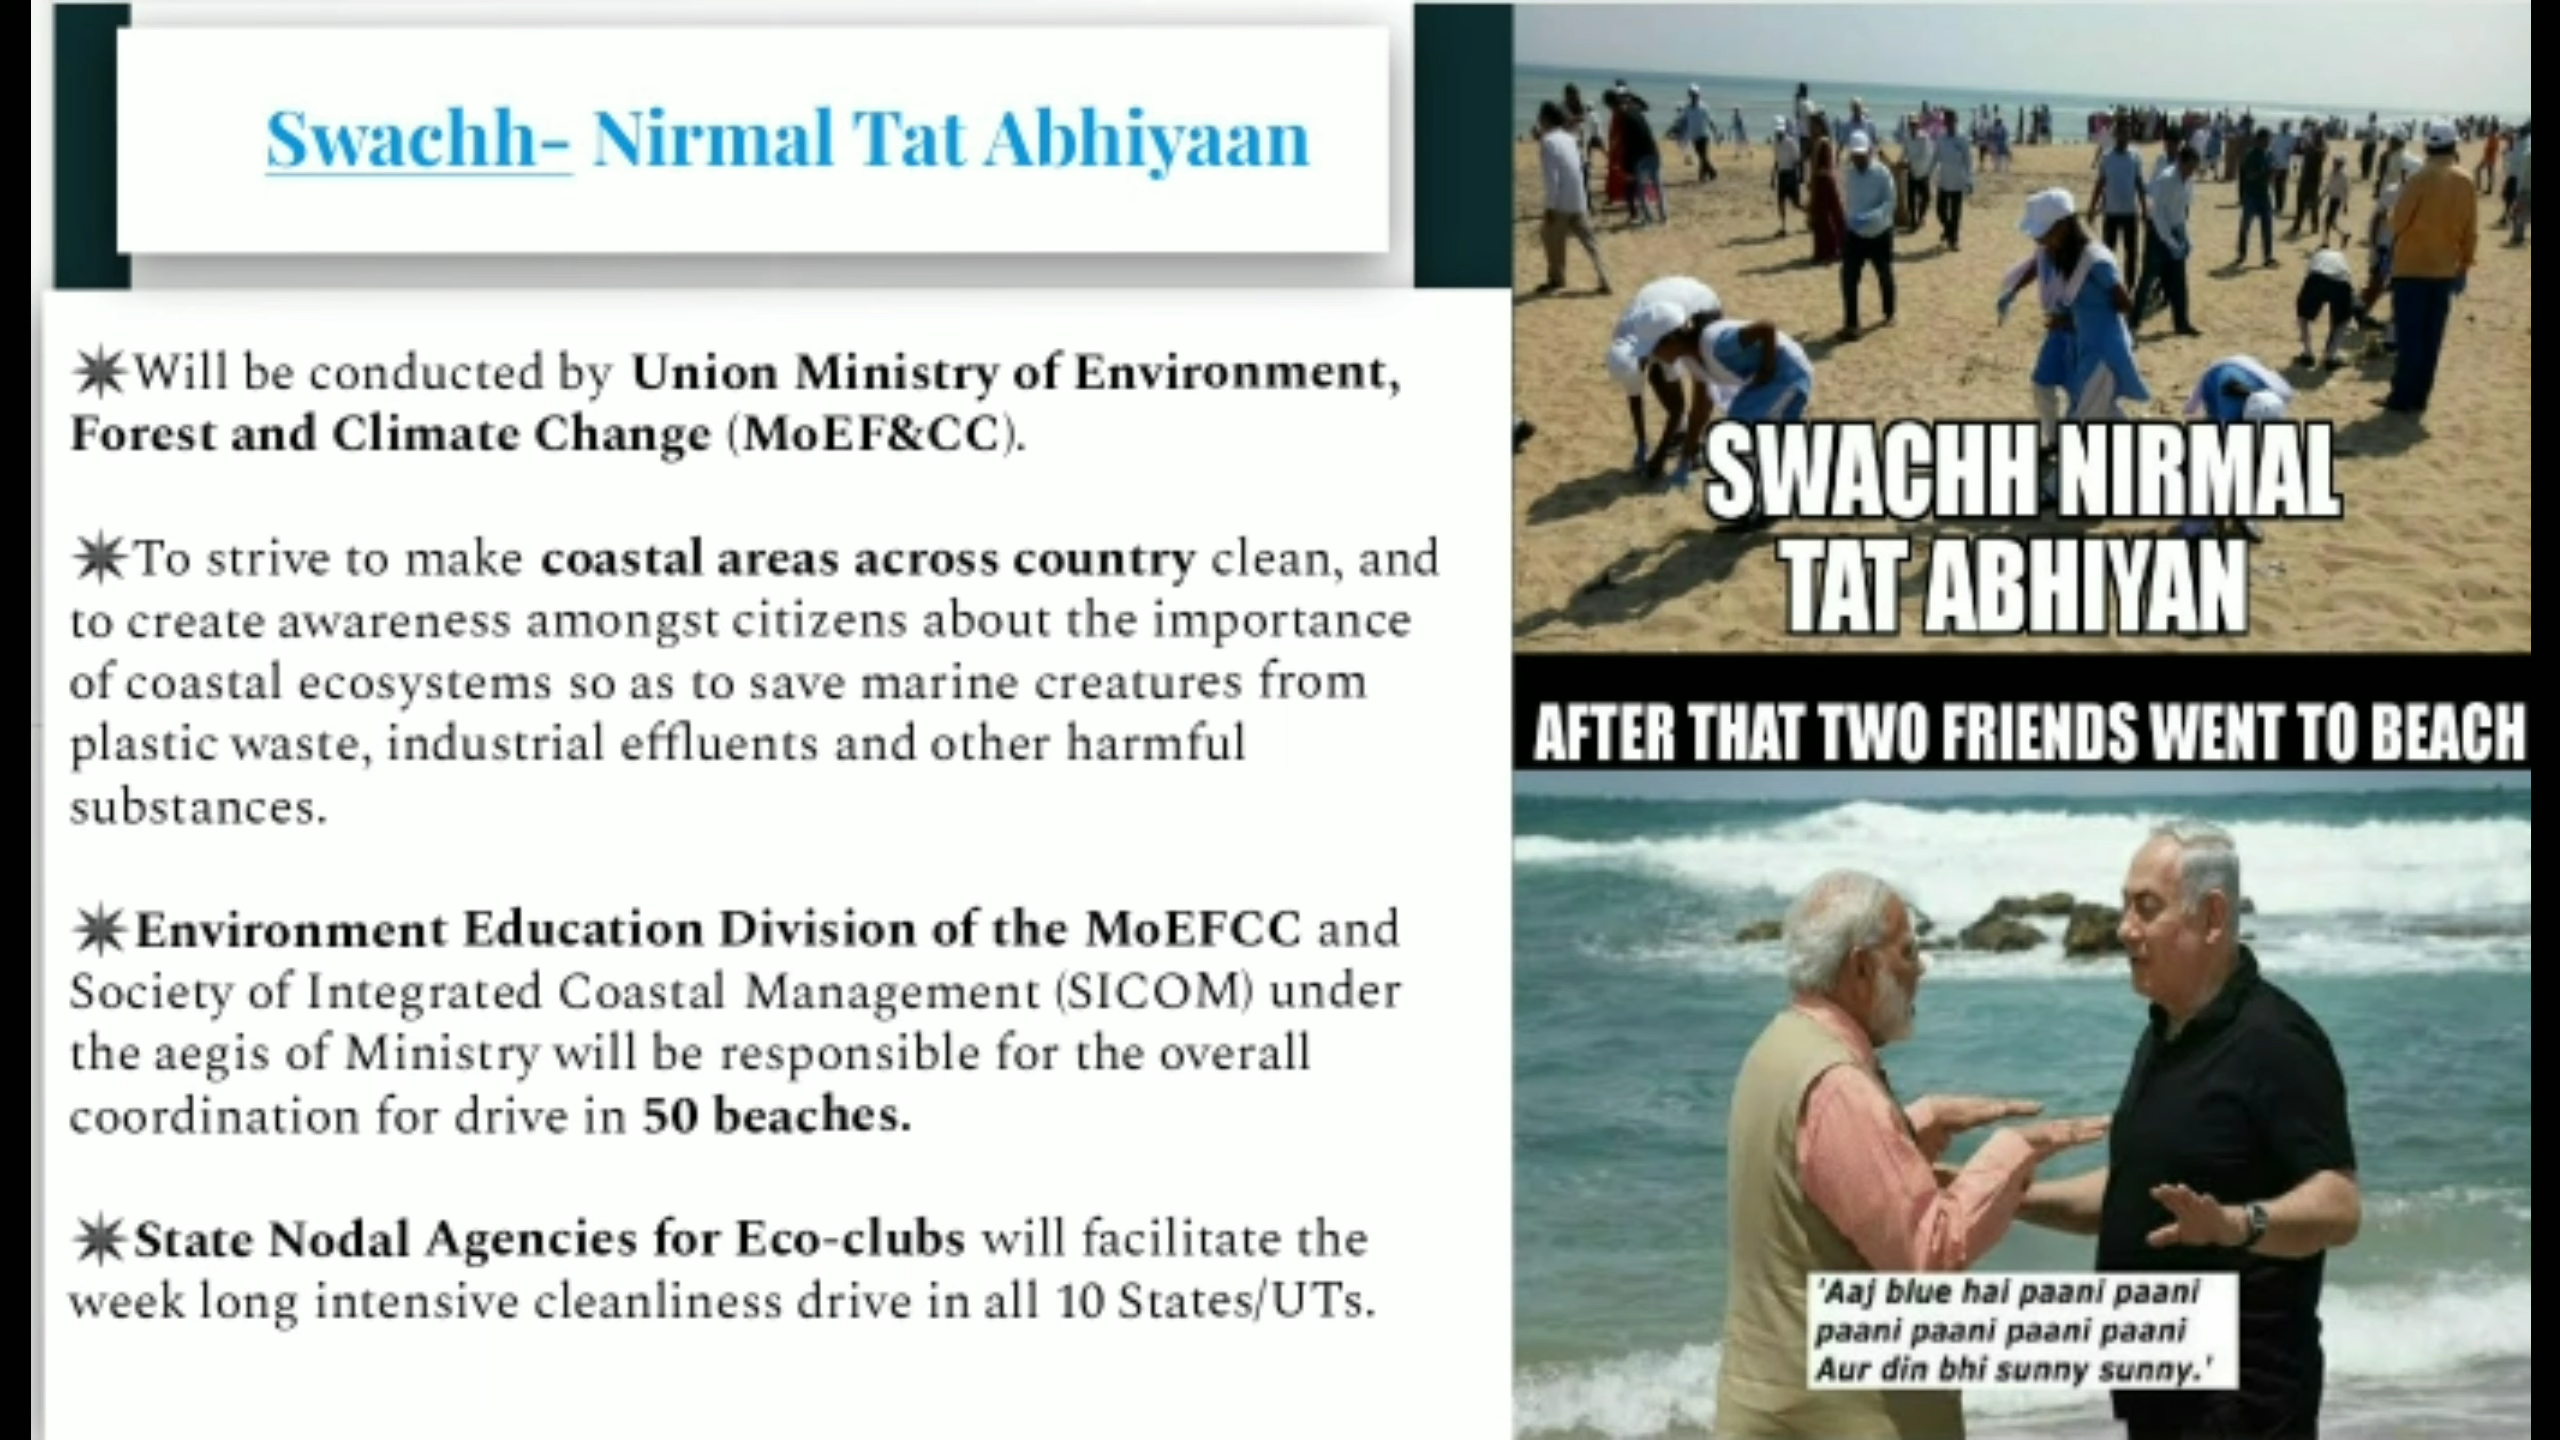 Swachh- Nirmal Tat Abhiyaan
✷Will be conducted by Union Ministry of Environment,
Forest and Climate Change (MoEF&CC).
✷To strive to make coastal areas across country clean, and
to create awareness amongst citizens about the importance
of coastal ecosystems so as to save marine creatures from
plastic waste, industrial effluents and other harmful
substances.
✷Environment Education Division of the MoEFCC and
Society of Integrated Coastal Management (SICOM) under
the aegis of Ministry will be responsible for the overall
coordination for drive in 50 beaches.
✷State Nodal Agencies for Eco-clubs will facilitate the
week long intensive cleanliness drive in all 10 States/UTs.
SWACHH NIRMAL
TAT ABHIYAN
AFTER THAT TWO FRIENDS WENT TO BEACH
'Aaj blue hai paani paani
paani paani paani paani
Aur din bhi sunny sunny.'